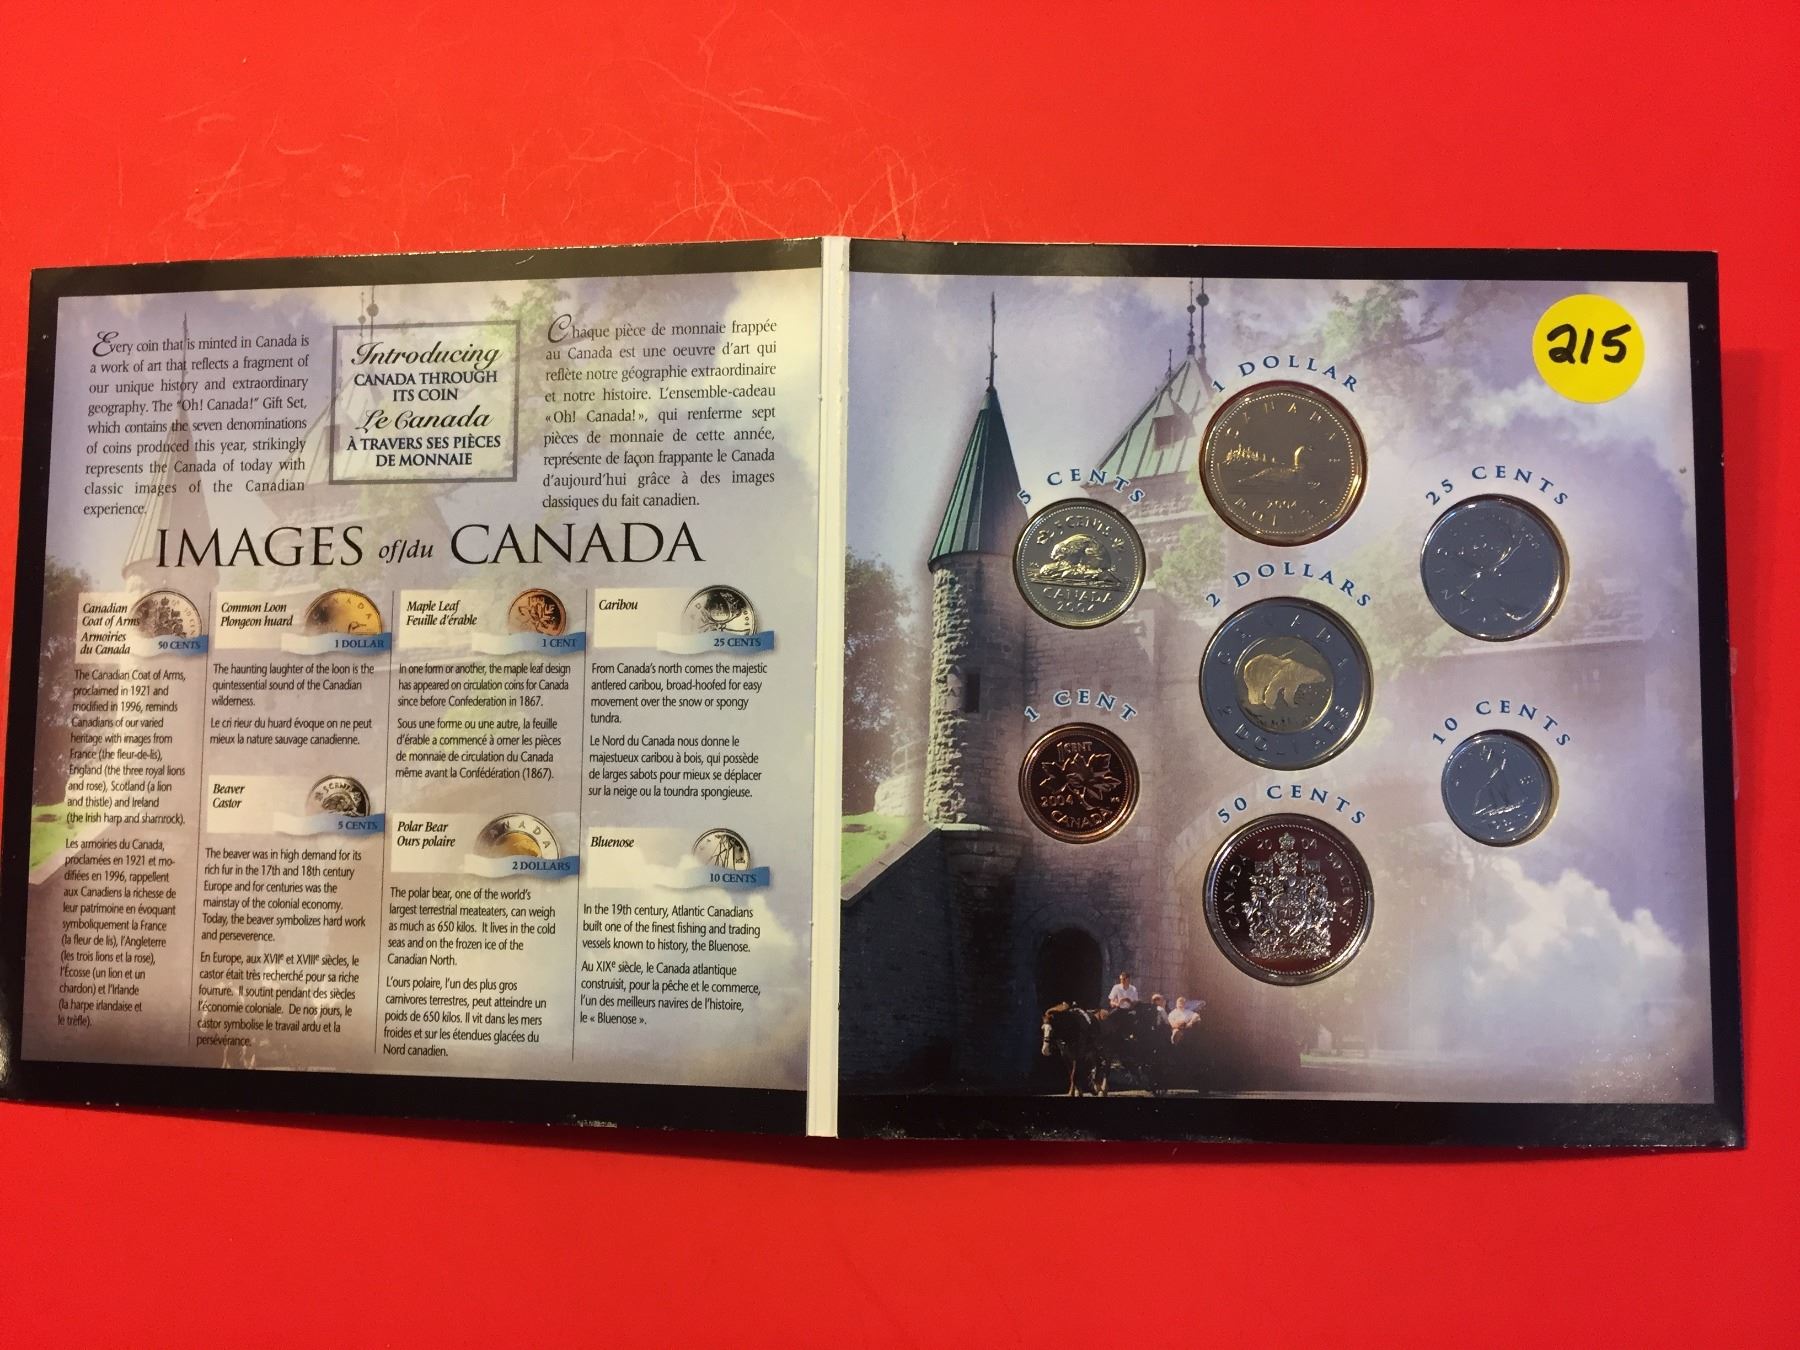 Every coin that is minted in Canada is
a work of art that reflects a fragment of
our unique history and extraordinary
geography. The "Oh! Canada!" Gift Set,
which contains the seven denominations
of coins produced this year, strikingly
represents the Canada of today with
classic images of the Canadian
experience.
Introducing
CANADA THROUGH
ITS COIN
Le Canada
À TRAVERS SES PIÈCES
DE MONNAIE
Chaque pièce de monnaie frappée
au Canada est une oeuvre d'art qui
reflète notre géographie extraordinaire
et notre histoire. L'ensemble-cadeau
«Oh! Canada!», qui renferme sept
pièces de monnaie de cette année,
représente de façon frappante le Canada
d'aujourd'hui grâce à des images
classiques du fait canadien.
IMAGES of/du CANADA
Canadian
Coat of Arms
Armoiries
du Canada
50 CENTS
The Canadian Coat of Arms,
proclaimed in 1921 and
modified in 1996, reminds
Canadians of our varied
heritage with images from
France (the fleur-de-lis),
England (the three royal lions
and rose), Scotland (a lion
and thistle) and Ireland
(the Irish harp and shamrock).
Les armoiries du Canada,
proclamées en 1921 et mo-
difiées en 1996, rappellent
aux Canadiens la richesse de
leur patrimoine en évoquant
symboliquement la France
(la fleur de lis), l'Angleterre
(les trois lions et la rose),
l'Écosse (un lion et un
chardon) et l'Irlande
(la harpe irlandaise et
le trèfle).
Common Loon
Plongeon huard
1 DOLLAR
The haunting laughter of the loon is the
quintessential sound of the Canadian
wilderness.
Le cri rieur du huard évoque on ne peut
mieux la nature sauvage canadienne.
Beaver
Castor
5 CENTS
The beaver was in high demand for its
rich fur in the 17th and 18th century
Europe and for centuries was the
mainstay of the colonial economy.
Today, the beaver symbolizes hard work
and perseverence.
En Europe, aux XVIIe et XVIIIe siècles, le
castor était très recherché pour sa riche
fourrure. Il soutint pendant des siècles
l'économie coloniale. De nos jours, le
castor symbolise le travail ardu et la
persévérance.
Maple Leaf
Feuille d'érable
1 CENT
In one form or another, the maple leaf design
has appeared on circulation coins for Canada
since before Confederation in 1867.
Sous une forme ou une autre, la feuille
d'érable a commencé à orner les pièces
de monnaie de circulation du Canada
même avant la Confédération (1867).
Polar Bear
Ours polaire
2 DOLLARS
The polar bear, one of the world's
largest terrestrial meateaters, can weigh
as much as 650 kilos. It lives in the cold
seas and on the frozen ice of the
Canadian North.
L'ours polaire, l'un des plus gros
carnivores terrestres, peut atteindre un
poids de 650 kilos. Il vit dans les mers
froides et sur les étendues glacées du
Nord canadien.
Caribou
25 CENTS
From Canada's north comes the majestic
antlered caribou, broad-hoofed for easy
movement over the snow or spongy
tundra.
Le Nord du Canada nous donne le
majestueux caribou à bois, qui possède
de larges sabots pour mieux se déplacer
sur la neige ou la toundra spongieuse.
Bluenose
10 CENTS
In the 19th century, Atlantic Canadians
built one of the finest fishing and trading
vessels known to history, the Bluenose.
Au XIXe siècle, le Canada atlantique
construisit, pour la pêche et le commerce,
l'un des meilleurs navires de l'histoire,
le « Bluenose ».
215
1 DOLLAR
CANADA
2004
DOLLAR
5 CENTS
5 CENTS
CANADA
2004
25 CENTS
2 DOLLARS
CANADA
2 DOLLARS
1 CENT
1 CENT
2004
CANADA
10 CENTS
50 CENTS
2004
CANADA
50 CENTS